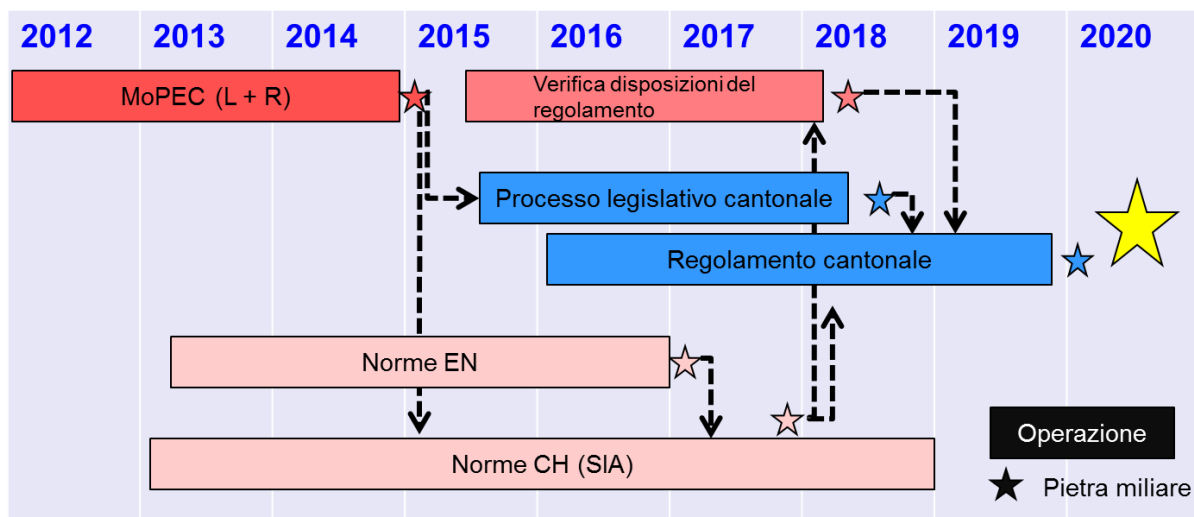 2012 2013 2014 2015 2016 2017 2018 2019 2020
MoPEC (L + R)
Verifica disposizioni del
regolamento
Processo legislativo cantonale
Regolamento cantonale
Norme EN
Norme CH (SIA)
Operazione
Pietra miliare